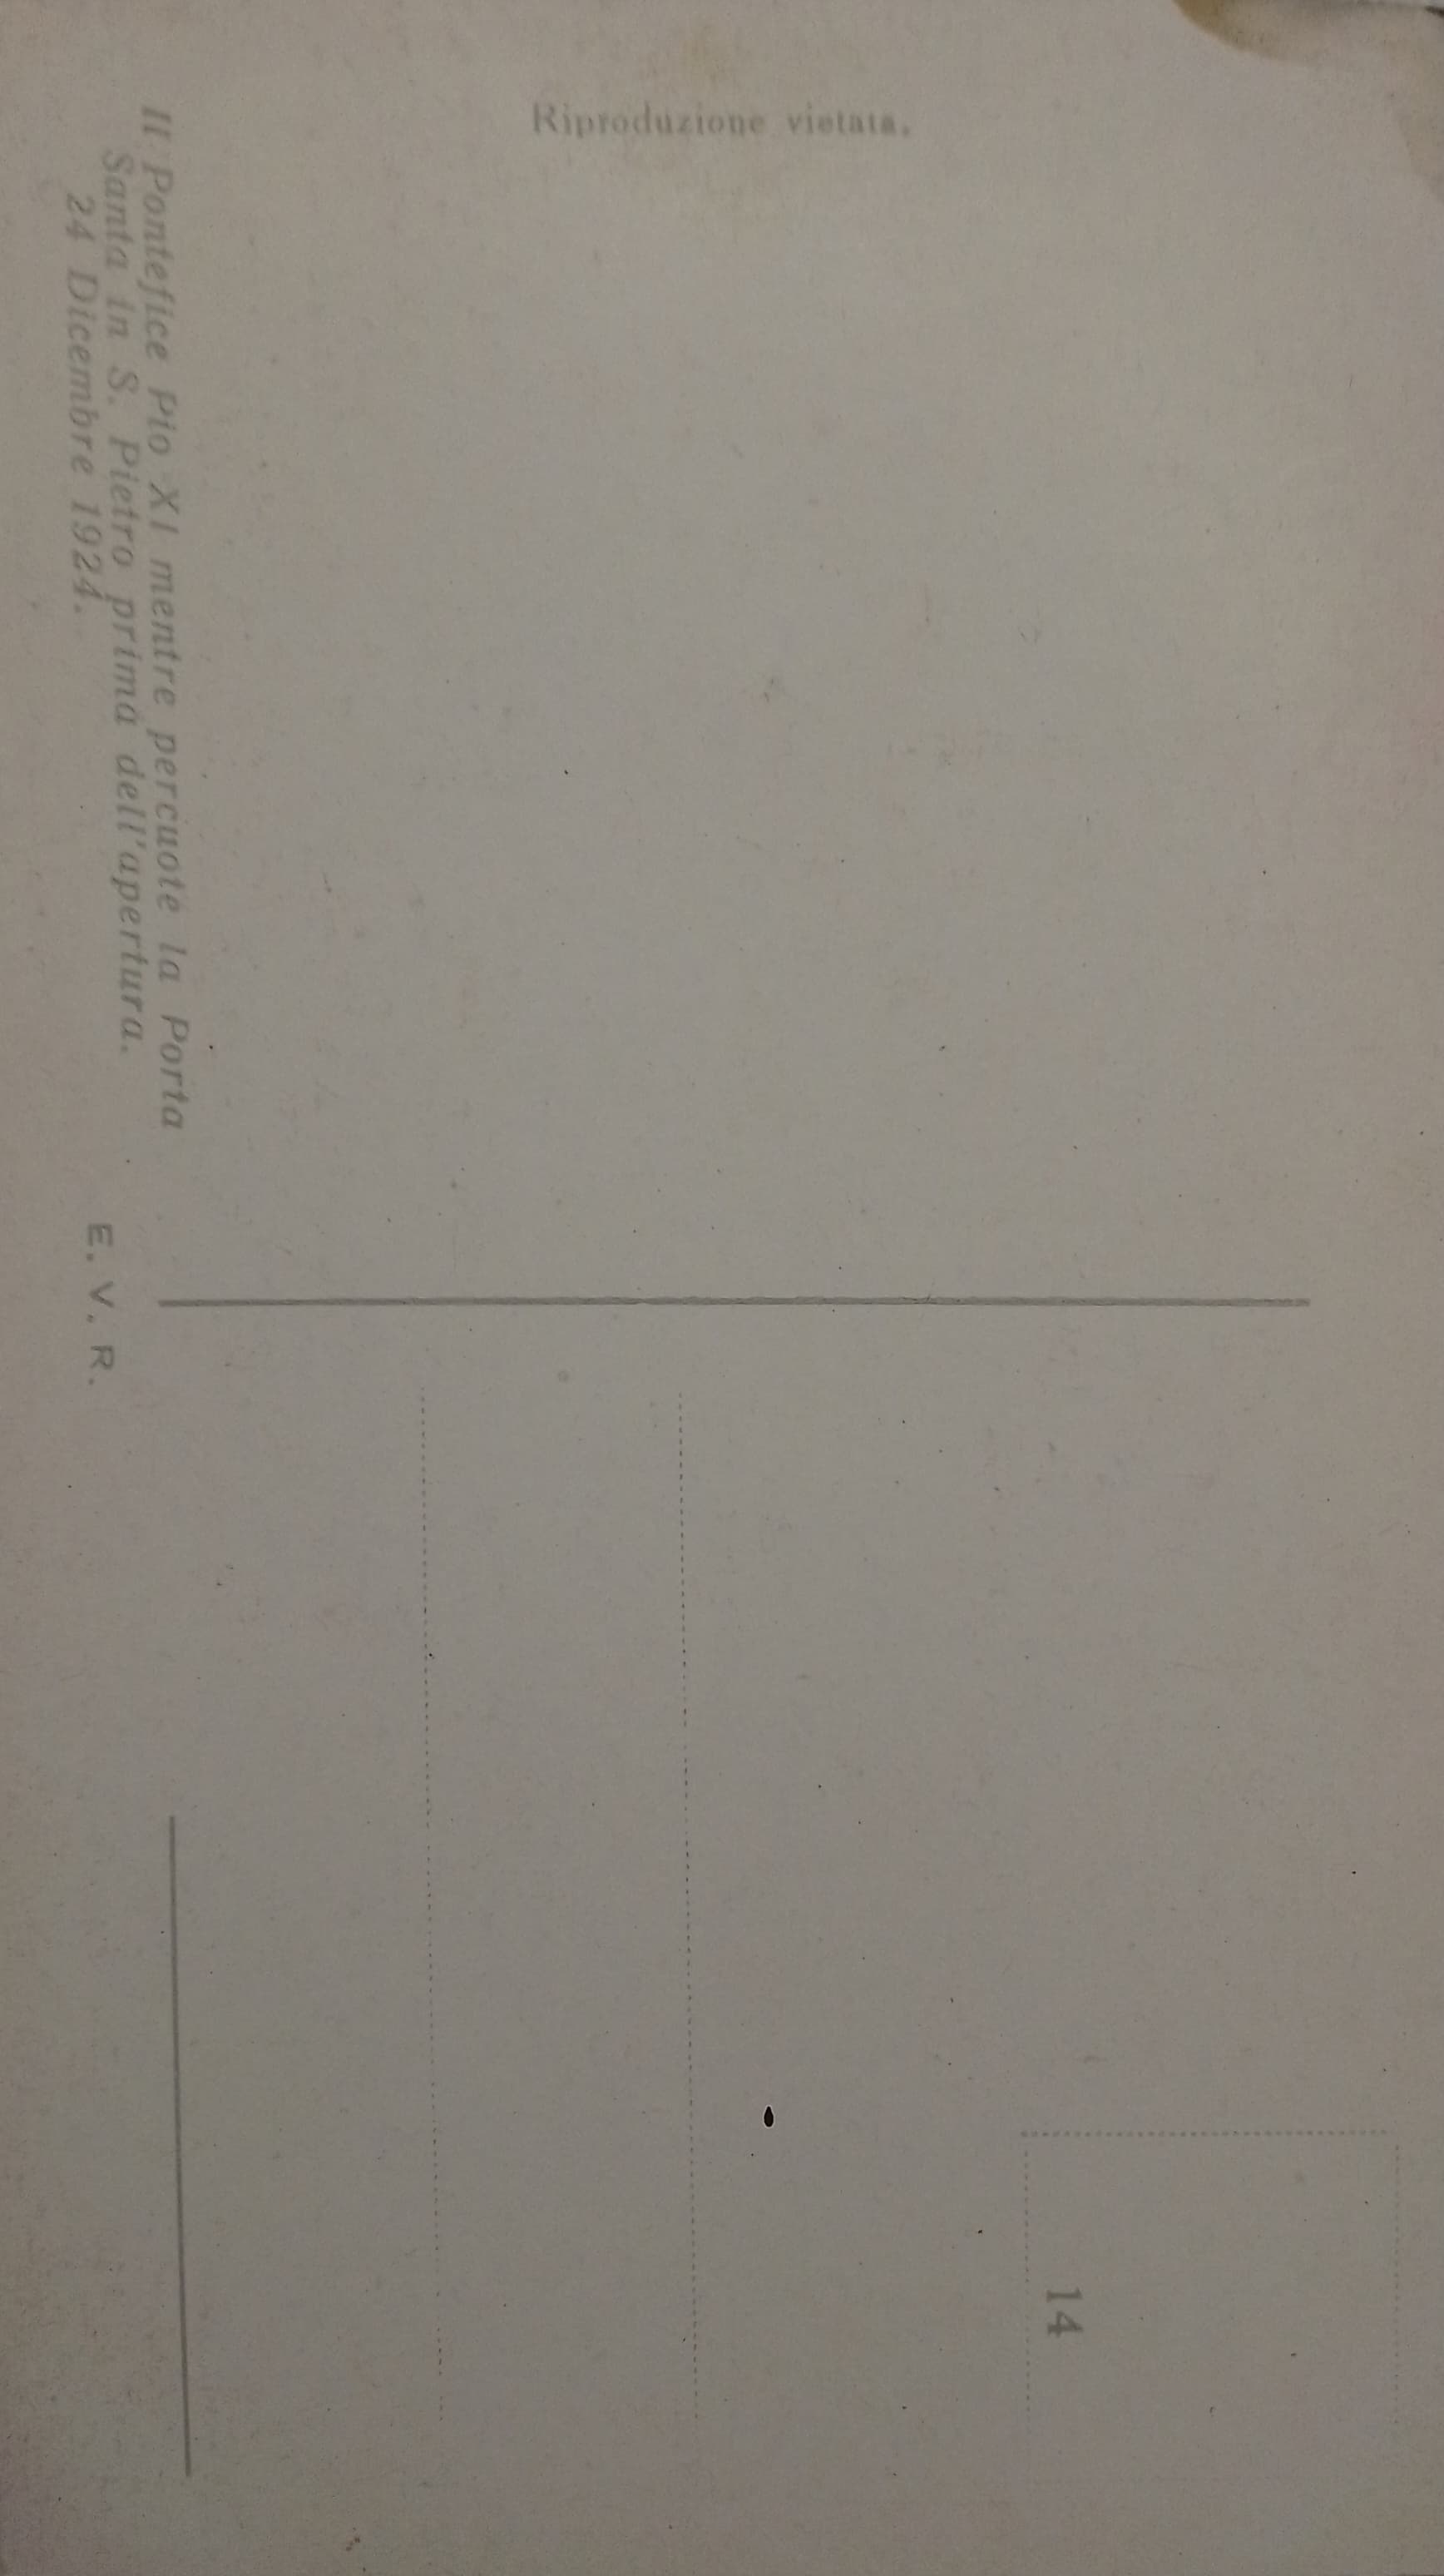 14
Riproduzione vietata.
Il Pontefice Pio XI mentre percuote la Porta
Santa in S. Pietro prima dell'apertura.
24 Dicembre 1924.
E. V. R.